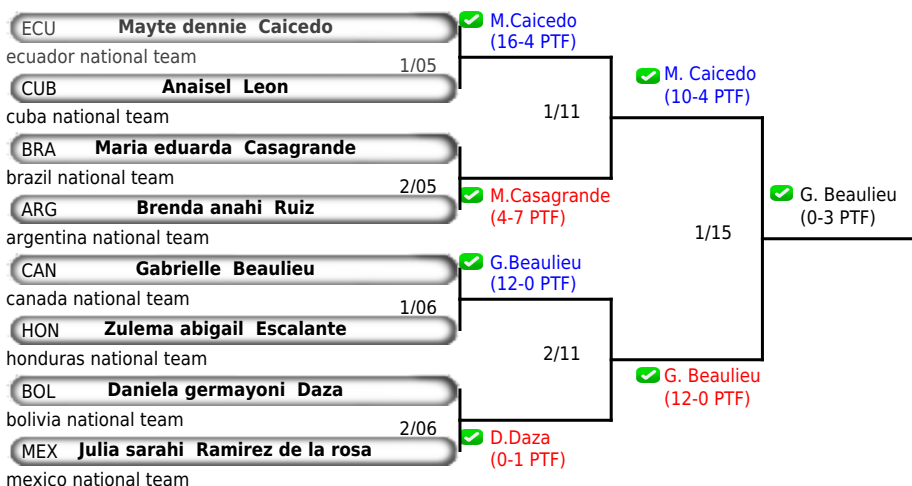 ECU Mayte dennie Caicedo
ecuador national team
1/05
CUB Anaisel Leon
cuba national team
BRA Maria eduarda Casagrande
brazil national team
2/05
ARG Brenda anahi Ruiz
argentina national team
CAN Gabrielle Beaulieu
canada national team
1/06
HON Zulema abigail Escalante
honduras national team
BOL Daniela germayoni Daza
bolivia national team
2/06
MEX Julia sarahi Ramirez de la rosa
mexico national team
M.Caicedo
(16-4 PTF)
1/11
M.Casagrande
(4-7 PTF)
G.Beaulieu
(12-0 PTF)
2/11
D.Daza
(0-1 PTF)
M. Caicedo
(10-4 PTF)
1/15
G. Beaulieu
(12-0 PTF)
G. Beaulieu
(0-3 PTF)